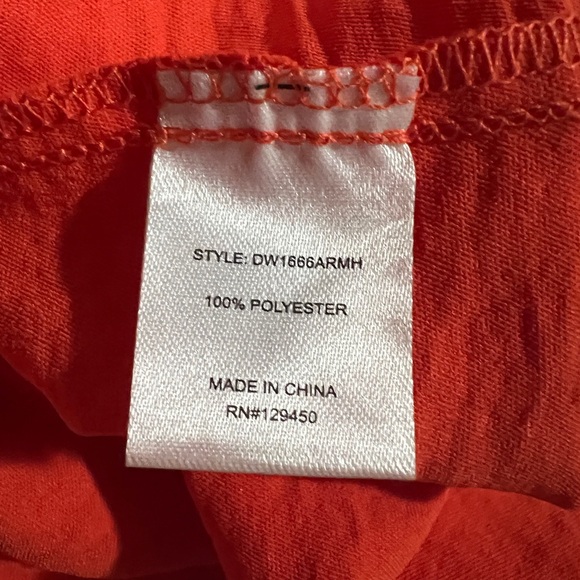 STYLE: DW1666ARMH
100% POLYESTER
MADE IN CHINA
RN#129450